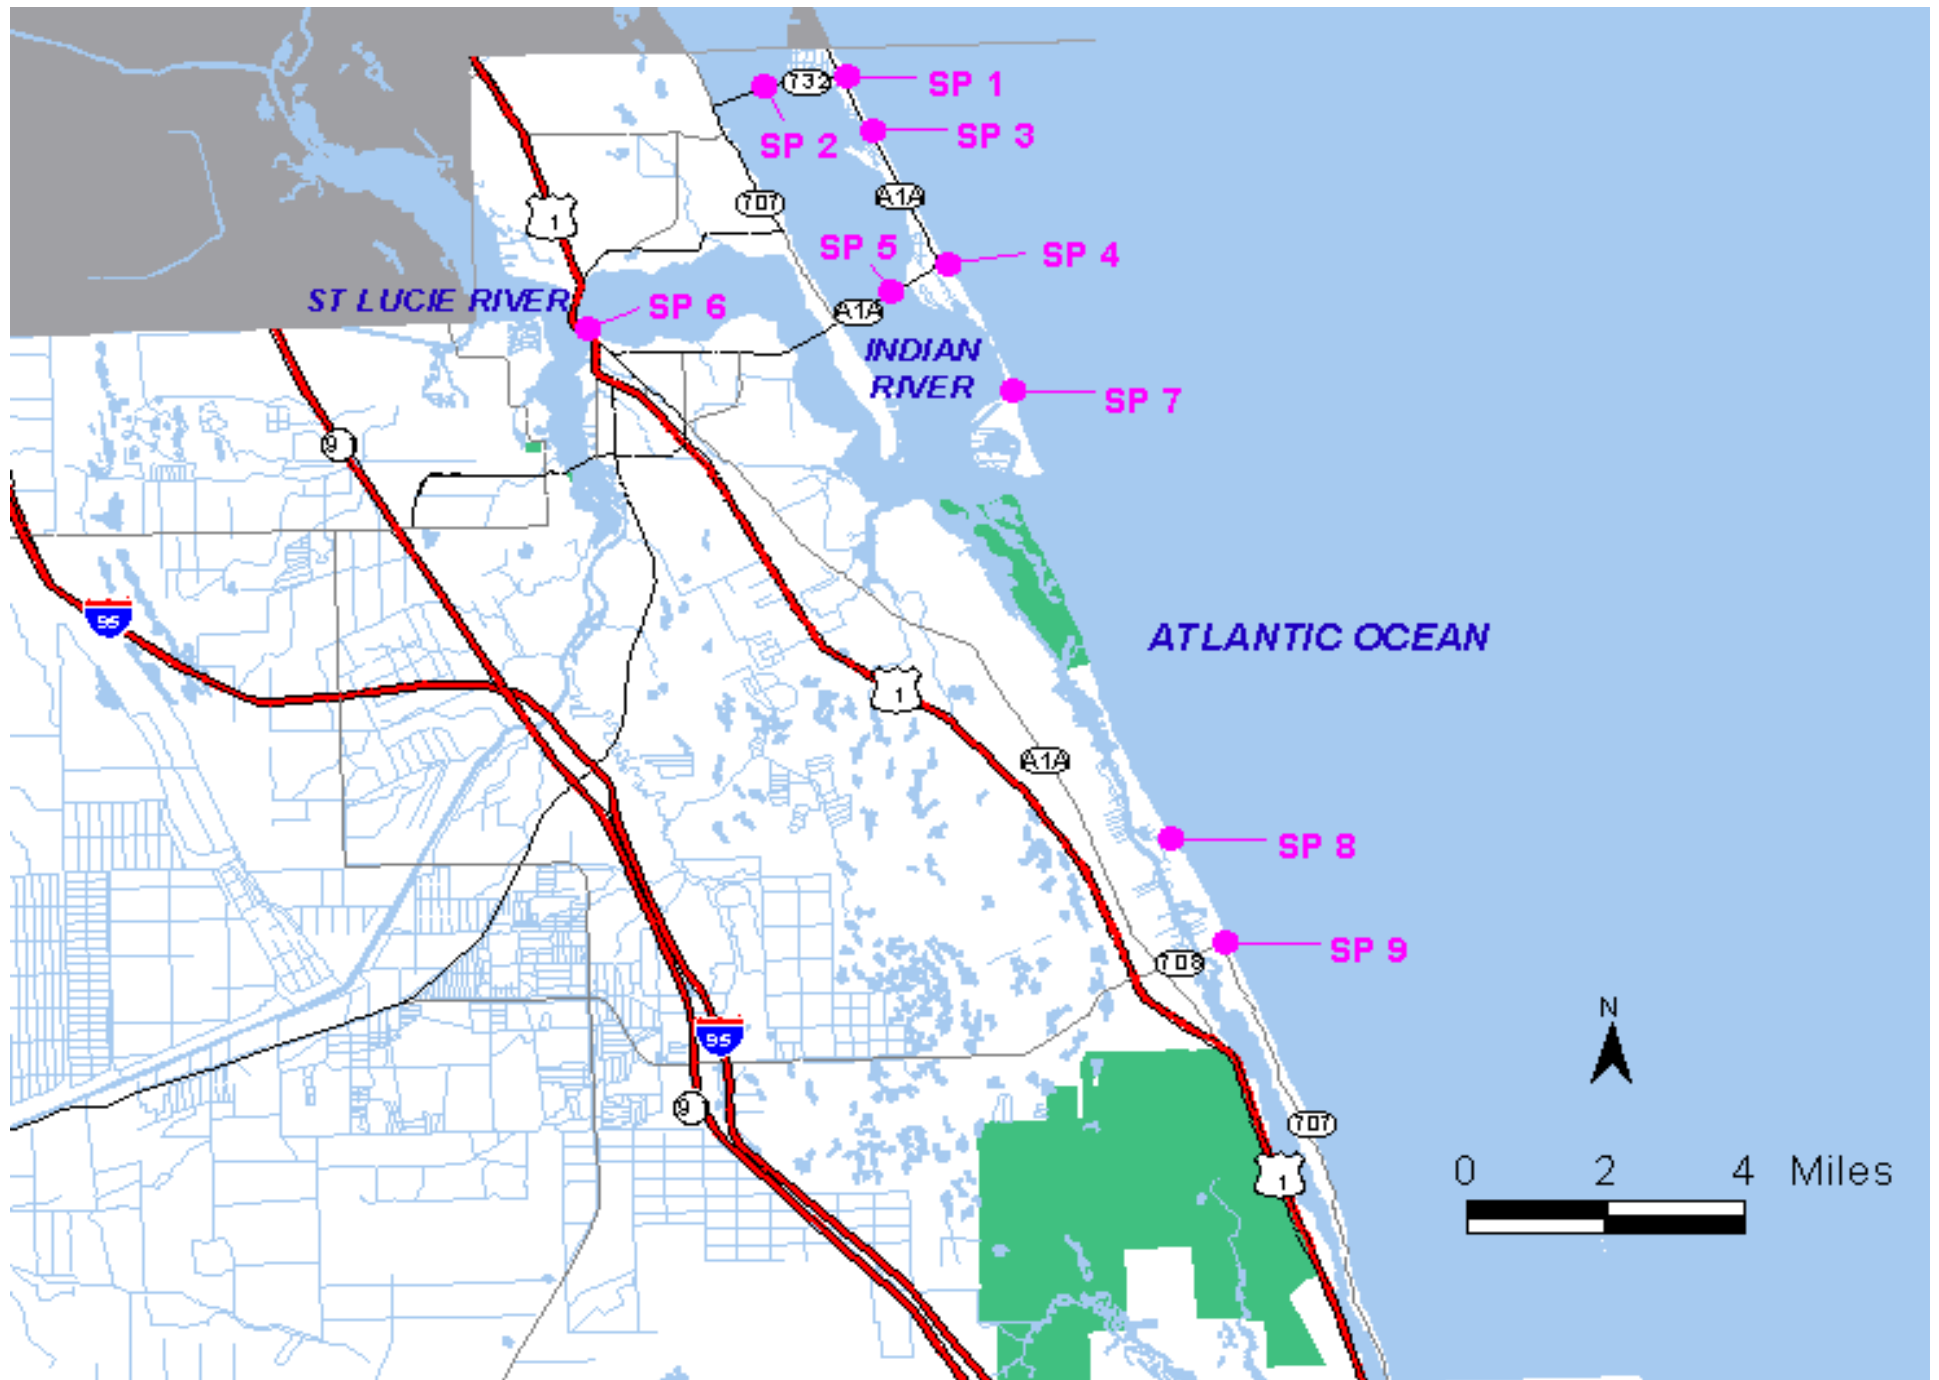 732
SP 1
SP 2
SP 3
707
A1A
1
SP 5
SP 4
ST LUCIE RIVER
SP 6
A1A
INDIAN
RIVER
SP 7
9
95
ATLANTIC OCEAN
1
A1A
SP 8
SP 9
708
N
95
9
707
1
0 2 4 Miles